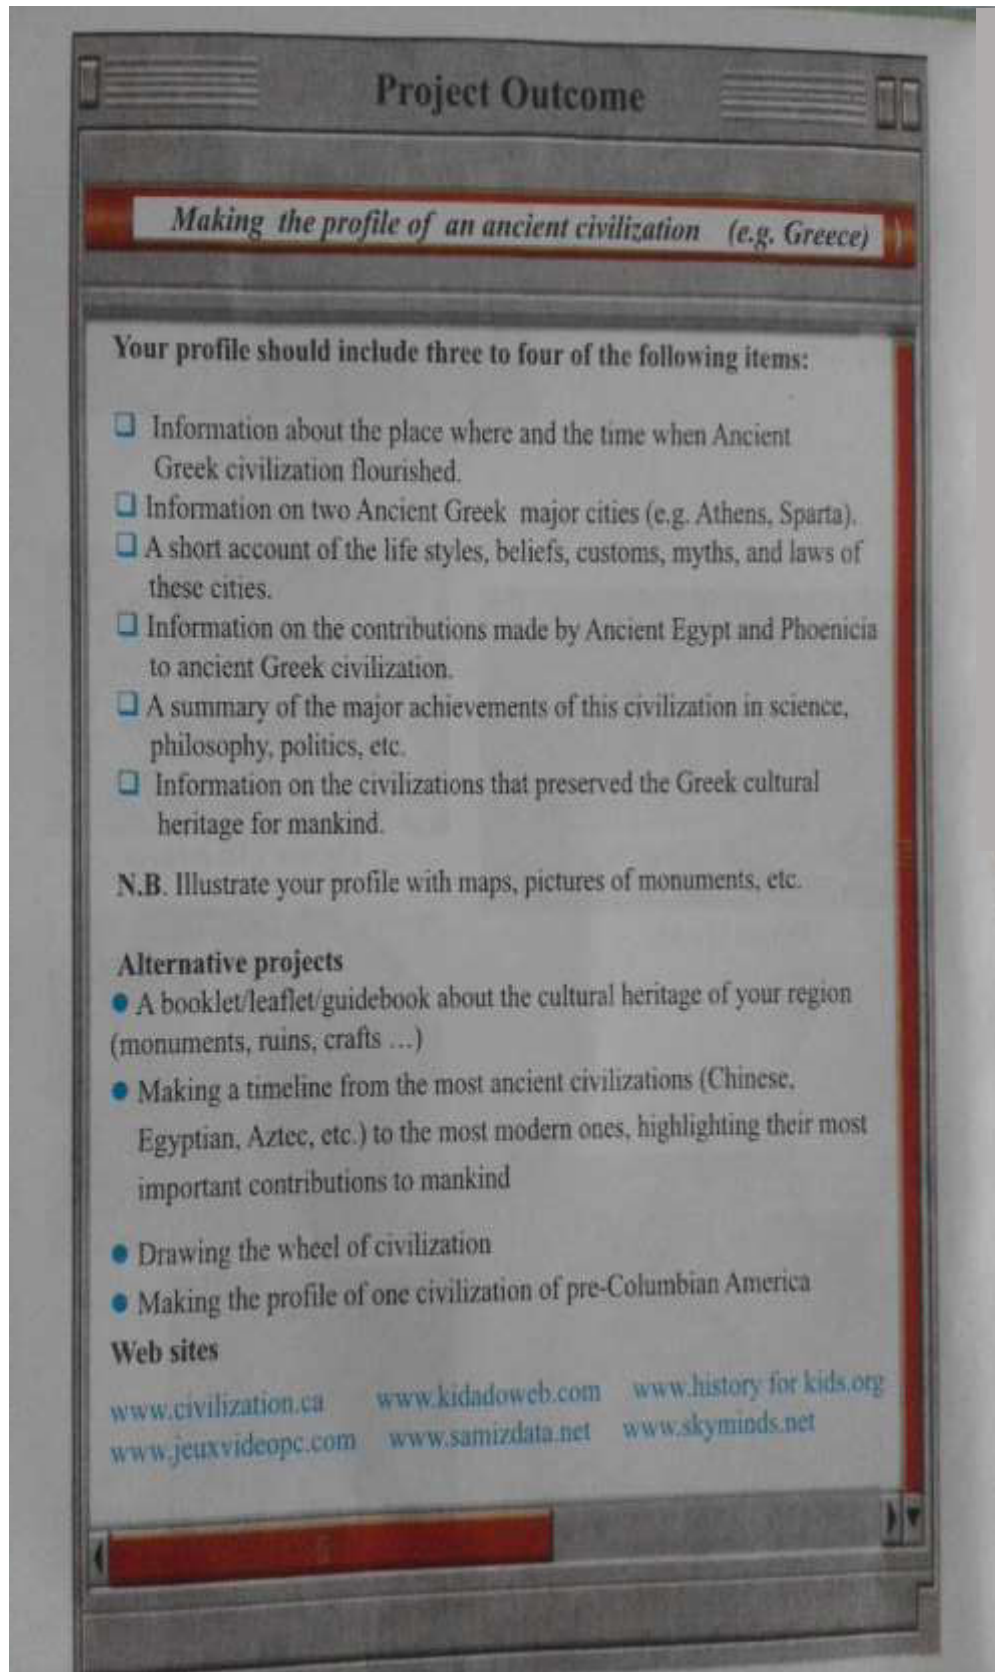 Project Outcome
Making the profile of an ancient civilization (e.g. Greece)
Your profile should include three to four of the following items:
Information about the place where and the time when Ancient
Greek civilization flourished.
Information on two Ancient Greek major cities (e.g. Athens, Sparta).
A short account of the life styles, beliefs, customs, myths, and laws of
these cities.
Information on the contributions made by Ancient Egypt and Phoenicia
to ancient Greek civilization.
A summary of the major achievements of this civilization in science,
philosophy, politics, etc.
Information on the civilizations that preserved the Greek cultural
heritage for mankind.
N.B. Illustrate your profile with maps, pictures of monuments, etc.
Alternative projects
● A booklet/leaflet/guidebook about the cultural heritage of your region
(monuments, ruins, crafts ...)
● Making a timeline from the most ancient civilizations (Chinese,
Egyptian, Aztec, etc.) to the most modern ones, highlighting their most
important contributions to mankind
● Drawing the wheel of civilization
● Making the profile of one civilization of pre-Columbian America
Web sites
www.civilization.ca www.kidadoweb.com www.history for kids.org
www.jeuxvideopc.com www.samizdata.net www.skyminds.net